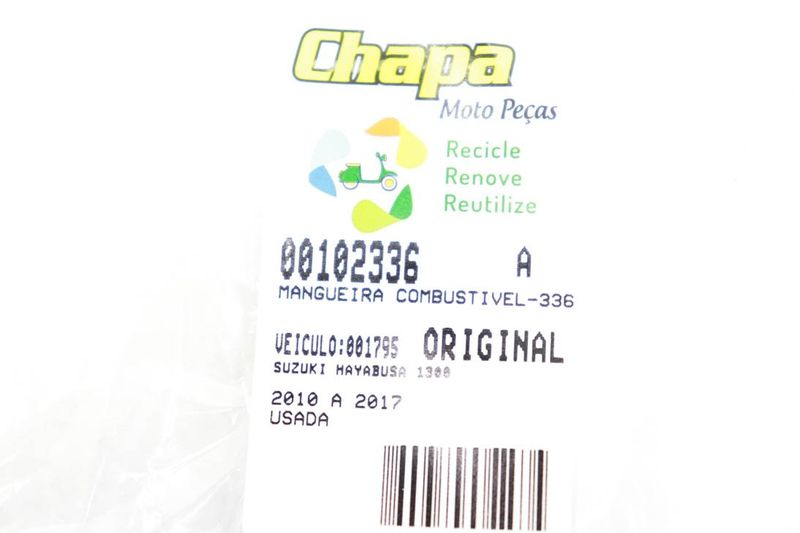 Chapa
Moto Peças
Recicle
Renove
Reutilize
00102336 A
MANGUEIRA COMBUSTIVEL-336
VEICULO:001795 ORIGINAL
SUZUKI HAYABUSA 1300
2010 A 2017
USADA